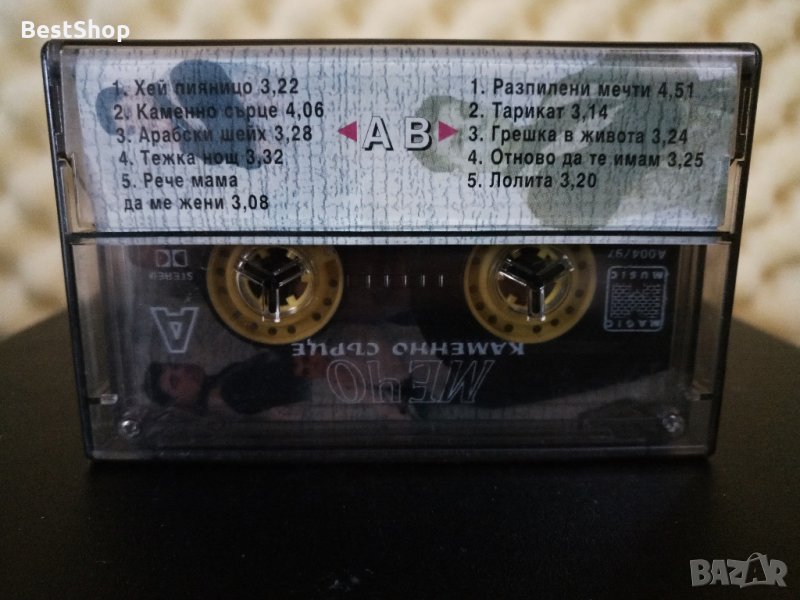 BestShop
1. Хей пияницо 3,22
2. Каменно сърце 4,06
3. Арабски шейх 3,28
4. Тежка нощ 3,32
5. Рече мама
да ме жени 3,08
А В
1. Разпилени мечти 4,51
2. Тарикат 3,14
3. Грешка в живота 3,24
4. Отново да те имам 3,25
5. Лолита 3,20
A004/97
MUSIC
MAGIC
STEREO
A
КАМЕННО СЪРЦЕ
МЕЧО
BAZAR